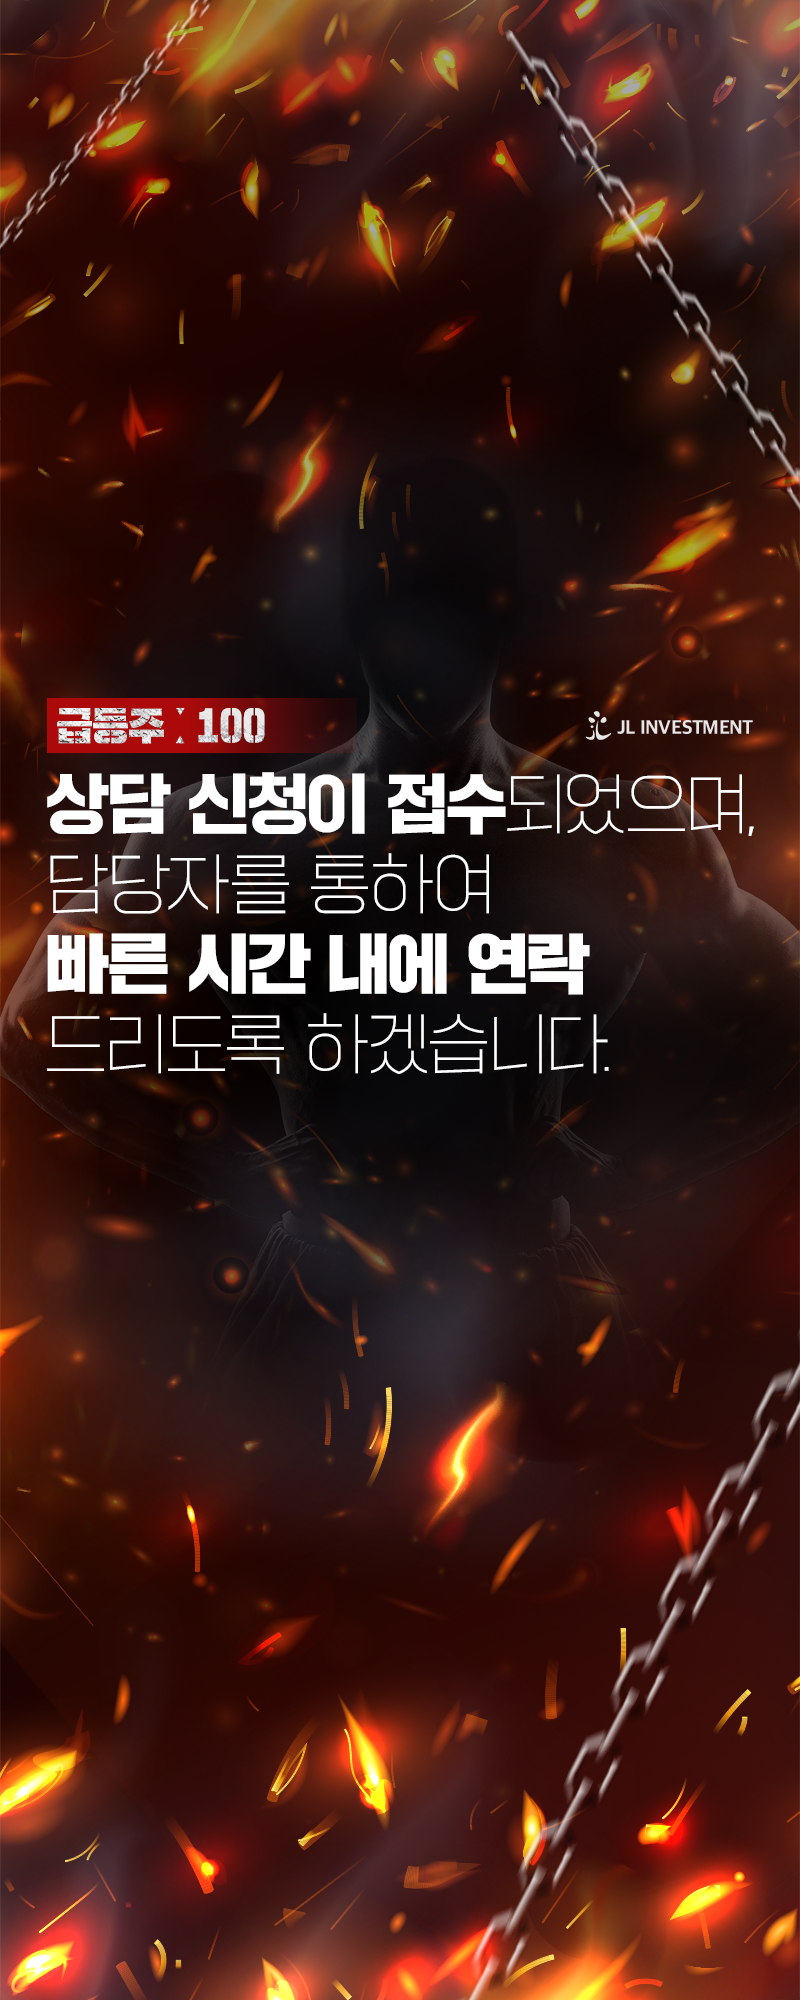 급등주 : 100
JL INVESTMENT
상담 신청이 접수되었으며,
담당자를 통하여
빠른 시간 내에 연락
드리도록 하겠습니다.